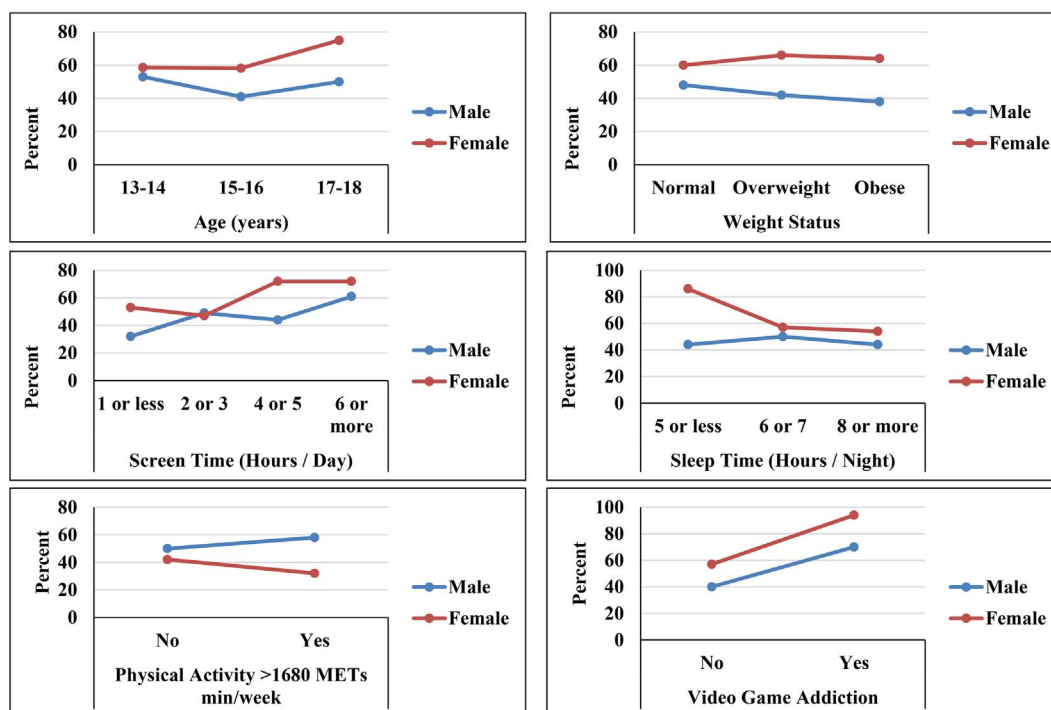 80
60
40
20
0
Percent
13-14 15-16 17-18
Age (years)
Male
Female
80
60
40
20
0
Percent
Normal Overweight Obese
Weight Status
Male
Female
80
60
40
20
0
Percent
1 or less 2 or 3 4 or 5 6 or
more
Screen Time (Hours / Day)
Male
Female
100
80
60
40
20
0
Percent
5 or less 6 or 7 8 or more
Sleep Time (Hours / Night)
Male
Female
80
60
40
20
0
Percent
No Yes
Physical Activity >1680 METs
min/week
Male
Female
100
80
60
40
20
0
Percent
No Yes
Video Game Addiction
Male
Female